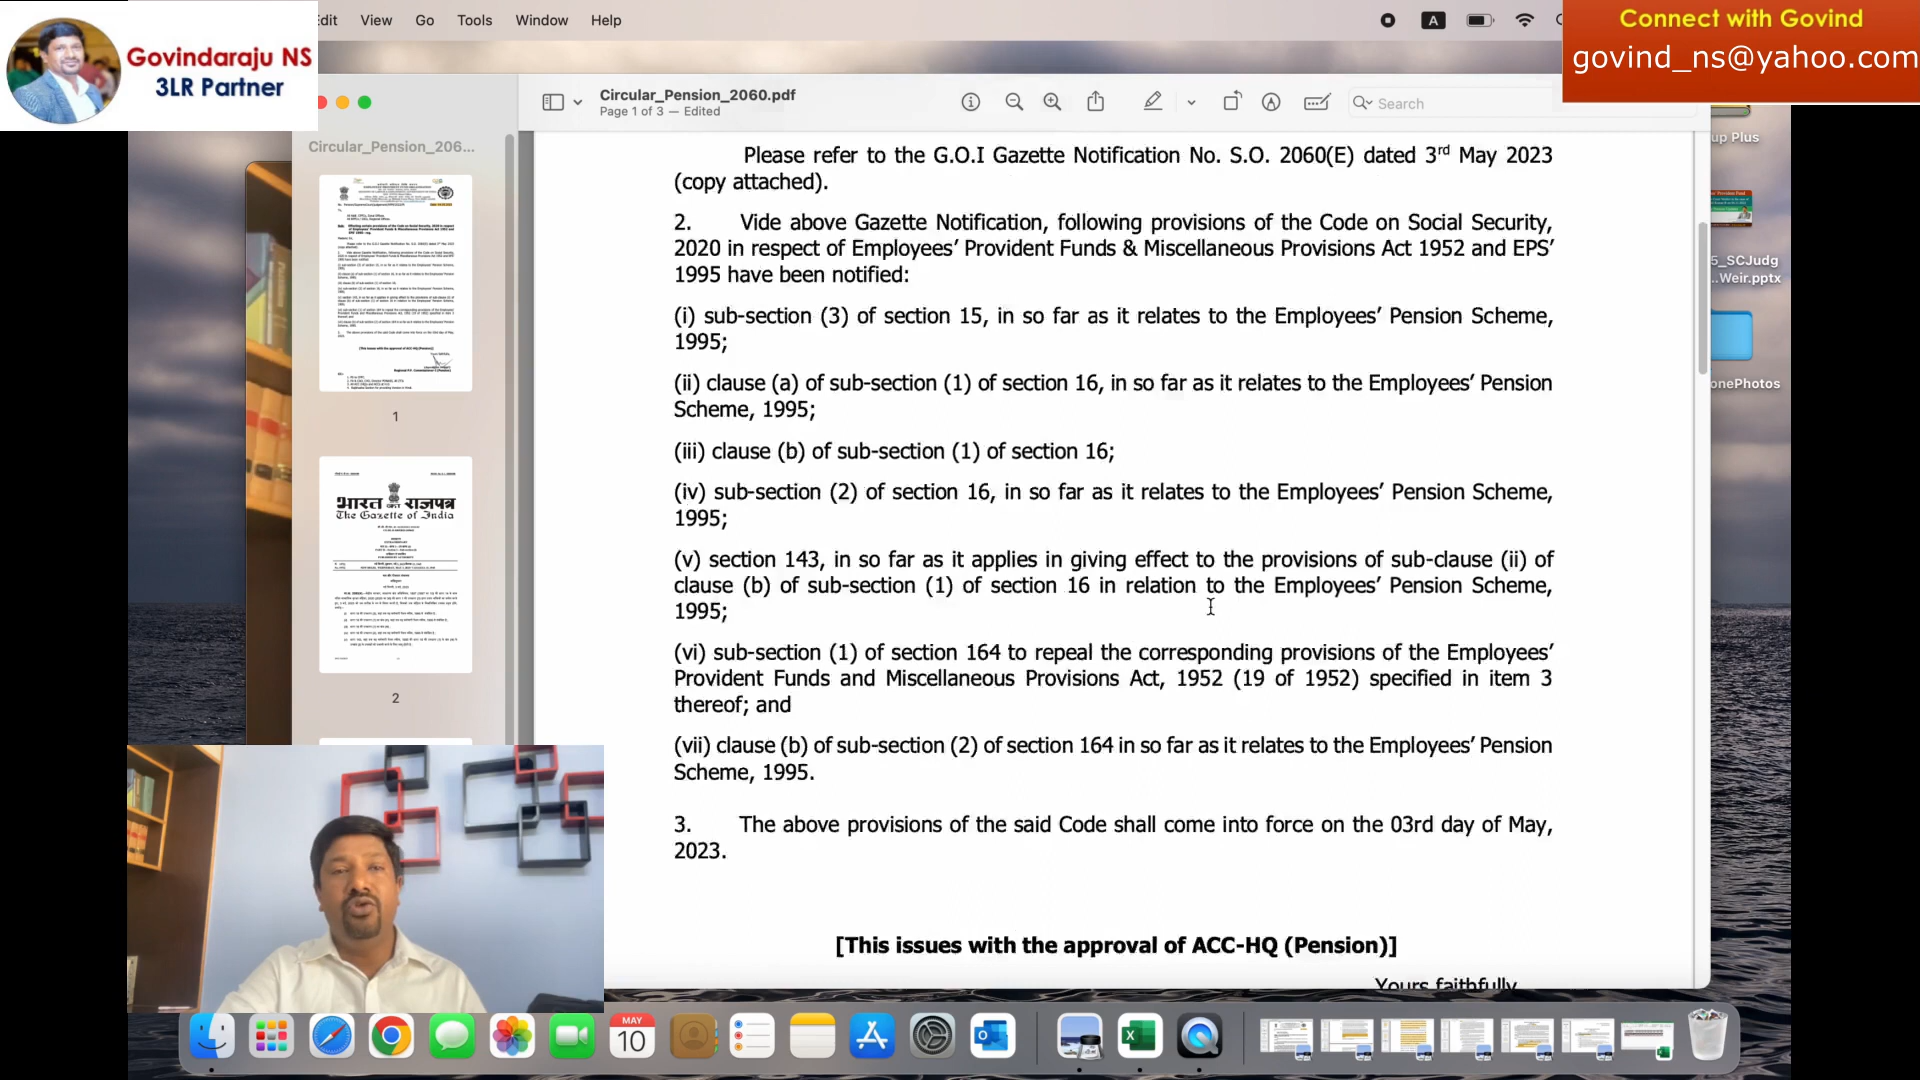 Govindaraju NS
3LR Partner
Edit View Go Tools Window Help
A
Connect with Govind
govind_ns@yahoo.com
Circular_Pension_2060.pdf
Page 1 of 3 — Edited
Search
Circular_Pension_206...
1
भारत का राजपत्र
The Gazette of India
2
up Plus
5_SCJudg
..Weir.pptx
onePhotos
Please refer to the G.O.I Gazette Notification No. S.O. 2060(E) dated 3rd May 2023
(copy attached).
2. Vide above Gazette Notification, following provisions of the Code on Social Security,
2020 in respect of Employees’ Provident Funds & Miscellaneous Provisions Act 1952 and EPS’
1995 have been notified:
(i) sub-section (3) of section 15, in so far as it relates to the Employees’ Pension Scheme,
1995;
(ii) clause (a) of sub-section (1) of section 16, in so far as it relates to the Employees’ Pension
Scheme, 1995;
(iii) clause (b) of sub-section (1) of section 16;
(iv) sub-section (2) of section 16, in so far as it relates to the Employees’ Pension Scheme,
1995;
(v) section 143, in so far as it applies in giving effect to the provisions of sub-clause (ii) of
clause (b) of sub-section (1) of section 16 in relation to the Employees’ Pension Scheme,
1995;
(vi) sub-section (1) of section 164 to repeal the corresponding provisions of the Employees’
Provident Funds and Miscellaneous Provisions Act, 1952 (19 of 1952) specified in item 3
thereof; and
(vii) clause (b) of sub-section (2) of section 164 in so far as it relates to the Employees’ Pension
Scheme, 1995.
3. The above provisions of the said Code shall come into force on the 03rd day of May,
2023.
[This issues with the approval of ACC-HQ (Pension)]
Yours faithfully
MAY
10